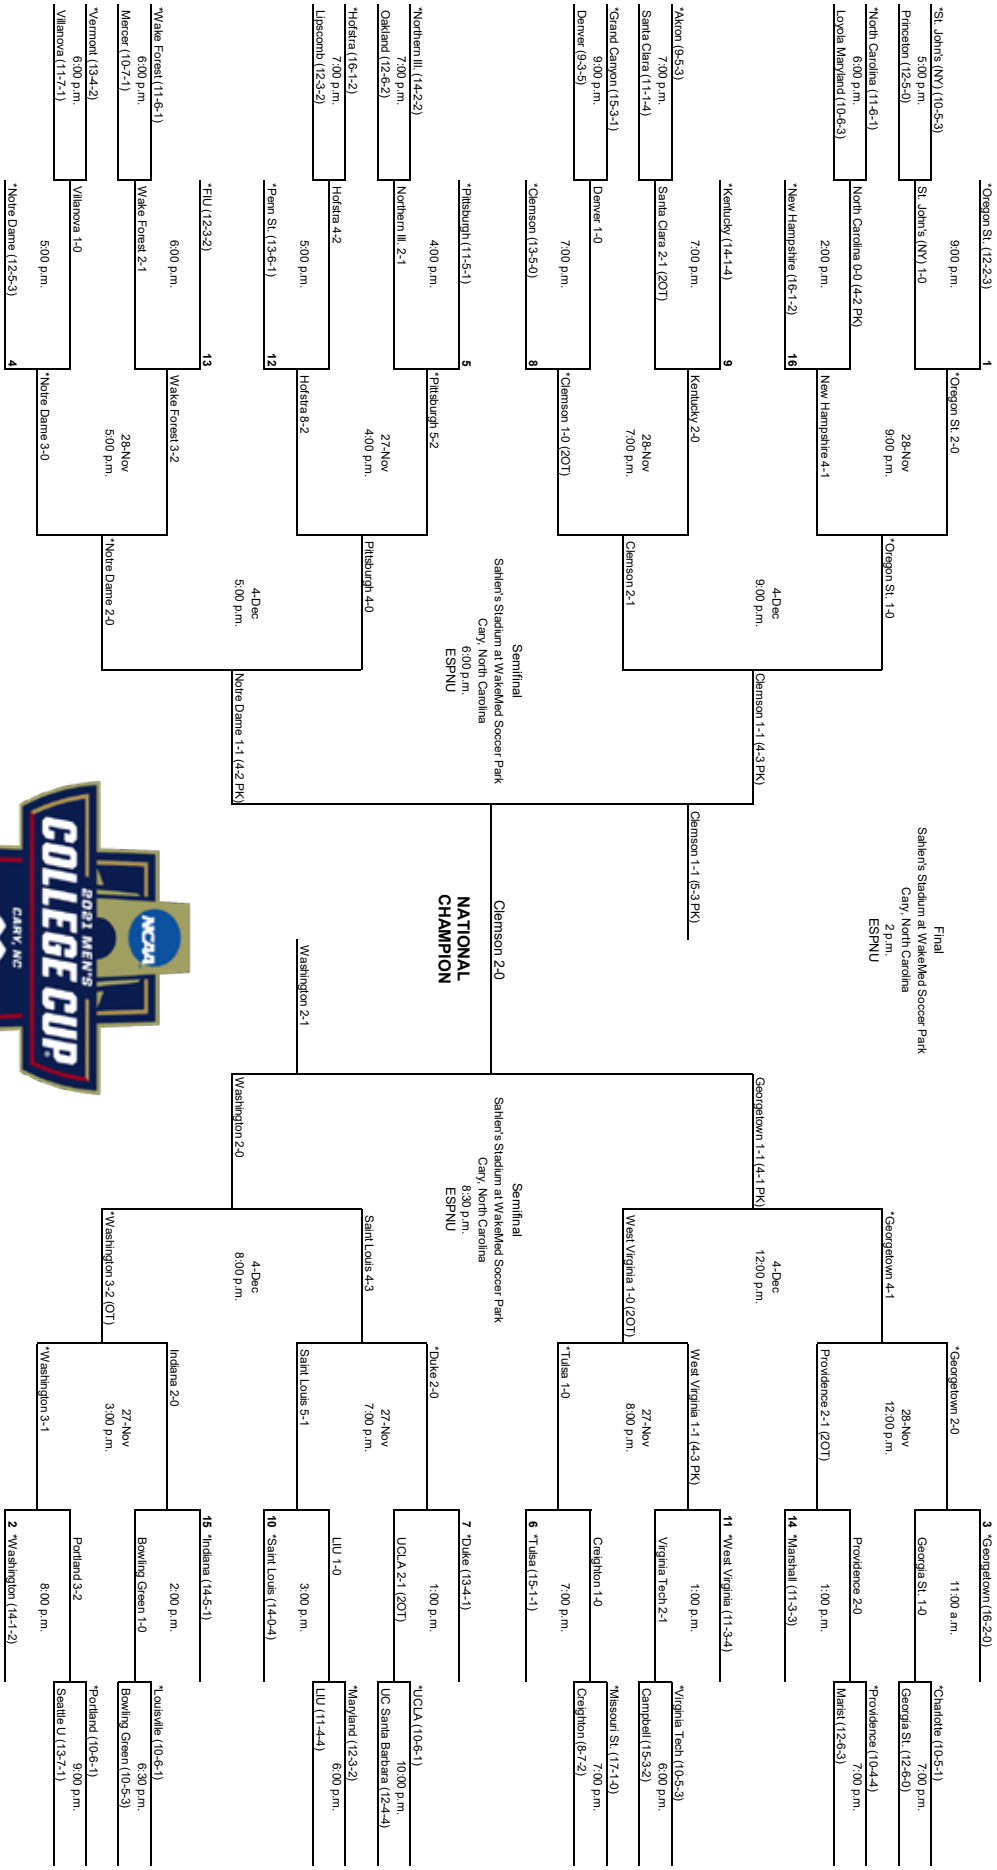 *St. John's (NY) (10-5-3)
5:00 p.m.
Princeton (12-5-0)
*North Carolina (11-6-1)
6:00 p.m.
Loyola Maryland (10-6-3)
*Akron (9-5-3)
7:00 p.m.
Santa Clara (11-1-4)
*Grand Canyon (15-3-1)
9:00 p.m.
Denver (9-3-5)
*Northern Ill. (14-2-2)
7:00 p.m.
Oakland (12-6-2)
*Hofstra (16-1-2)
7:00 p.m.
Lipscomb (12-3-2)
*Wake Forest (11-6-1)
6:00 p.m.
Mercer (10-7-1)
*Vermont (13-4-2)
6:00 p.m.
Villanova (11-7-1)
*Oregon St. (12-2-3)
1
9:00 p.m.
St. John's (NY) 1-0
North Carolina 0-0 (4-2 PK)
2:00 p.m.
*New Hampshire (16-1-2)
16
*Kentucky (14-1-4)
9
7:00 p.m.
Santa Clara 2-1 (2OT)
Denver 1-0
7:00 p.m.
*Clemson (13-5-0)
8
*Pittsburgh (11-5-1)
5
4:00 p.m.
Northern Ill. 2-1
Hofstra 4-2
5:00 p.m.
*Penn St. (13-6-1)
12
*FIU (12-3-2)
13
6:00 p.m.
Wake Forest 2-1
Villanova 1-0
5:00 p.m.
*Notre Dame (12-5-3)
4
*Oregon St. 2-0
28-Nov
9:00 p.m.
New Hampshire 4-1
Kentucky 2-0
28-Nov
7:00 p.m.
*Clemson 1-0 (2OT)
*Pittsburgh 5-2
27-Nov
4:00 p.m.
Hofstra 8-2
Wake Forest 3-2
28-Nov
5:00 p.m.
*Notre Dame 3-0
*Oregon St. 1-0
4-Dec
9:00 p.m.
Clemson 2-1
Pittsburgh 4-0
4-Dec
5:00 p.m.
*Notre Dame 2-0
Semifinal
Sahlen's Stadium at WakeMed Soccer Park
Cary, North Carolina
6:00 p.m.
ESPNU
Clemson 1-1 (4-3 PK)
Notre Dame 1-1 (4-2 PK)
Final
Sahlen's Stadium at WakeMed Soccer Park
Cary, North Carolina
2 p.m.
ESPNU
Clemson 1-1 (5-3 PK)
Clemson 2-0
NATIONAL
CHAMPION
Washington 2-1
NCAA
2021 MEN'S
COLLEGE CUP
CARY, NC
Georgetown 1-1 (4-1 PK)
Washington 2-0
Semifinal
Sahlen's Stadium at WakeMed Soccer Park
Cary, North Carolina
8:30 p.m.
ESPNU
*Georgetown 4-1
4-Dec
12:00 p.m.
West Virginia 1-0 (2OT)
Saint Louis 4-3
4-Dec
8:00 p.m.
*Washington 3-2 (OT)
*Georgetown 2-0
28-Nov
12:00 p.m.
Providence 2-1 (2OT)
West Virginia 1-1 (4-3 PK)
27-Nov
8:00 p.m.
*Tulsa 1-0
*Duke 2-0
27-Nov
7:00 p.m.
Saint Louis 5-1
Indiana 2-0
27-Nov
3:00 p.m.
*Washington 3-1
3 *Georgetown (16-2-0)
11:00 a.m.
Georgia St. 1-0
Providence 2-0
1:00 p.m.
14 *Marshall (11-3-3)
11 *West Virginia (11-3-4)
1:00 p.m.
Virginia Tech 2-1
Creighton 1-0
7:00 p.m.
6 *Tulsa (15-1-1)
7 *Duke (13-4-1)
1:00 p.m.
UCLA 2-1 (2OT)
LIU 1-0
3:00 p.m.
10 *Saint Louis (14-0-4)
15 *Indiana (14-5-1)
2:00 p.m.
Bowling Green 1-0
Portland 3-2
8:00 p.m.
2 *Washington (14-1-2)
*Charlotte (10-5-1)
7:00 p.m.
Georgia St. (12-6-0)
*Providence (10-4-4)
7:00 p.m.
Marist (12-6-3)
*Virginia Tech (10-5-3)
6:00 p.m.
Campbell (15-3-2)
*Missouri St. (17-1-0)
7:00 p.m.
Creighton (8-7-2)
*UCLA (10-6-1)
10:00 p.m.
UC Santa Barbara (12-4-4)
*Maryland (12-3-2)
6:00 p.m.
LIU (11-4-4)
*Louisville (10-6-1)
6:30 p.m.
Bowling Green (10-5-3)
*Portland (10-6-1)
9:00 p.m.
Seattle U (13-7-1)